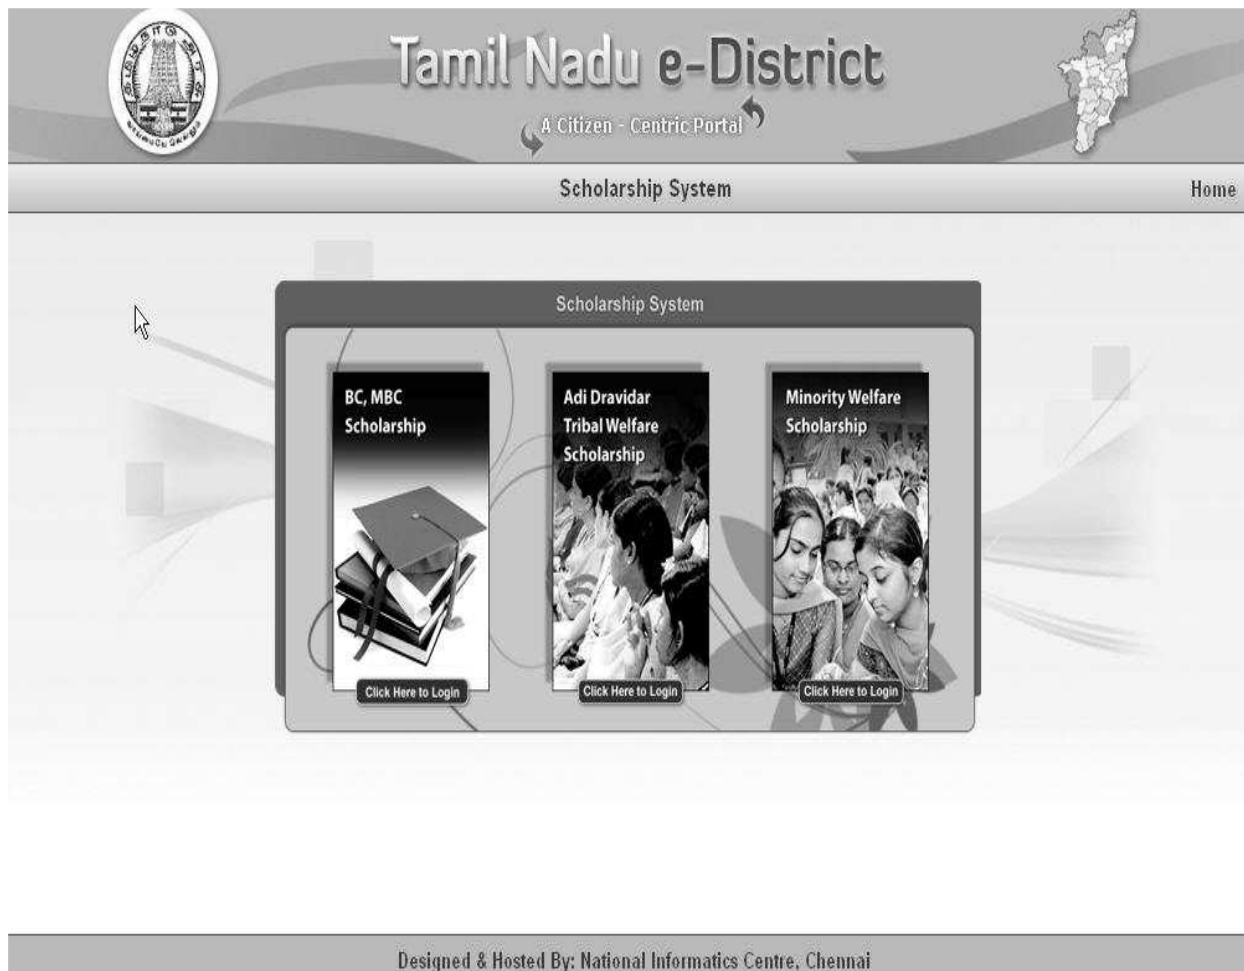 Tamil Nadu e-District
A Citizen - Centric Portal
Scholarship System
Home
Scholarship System
BC, MBC
Scholarship
Click Here to Login
Adi Dravidar
Tribal Welfare
Scholarship
Click Here to Login
Minority Welfare
Scholarship
Click Here to Login
Designed & Hosted By: National Informatics Centre, Chennai